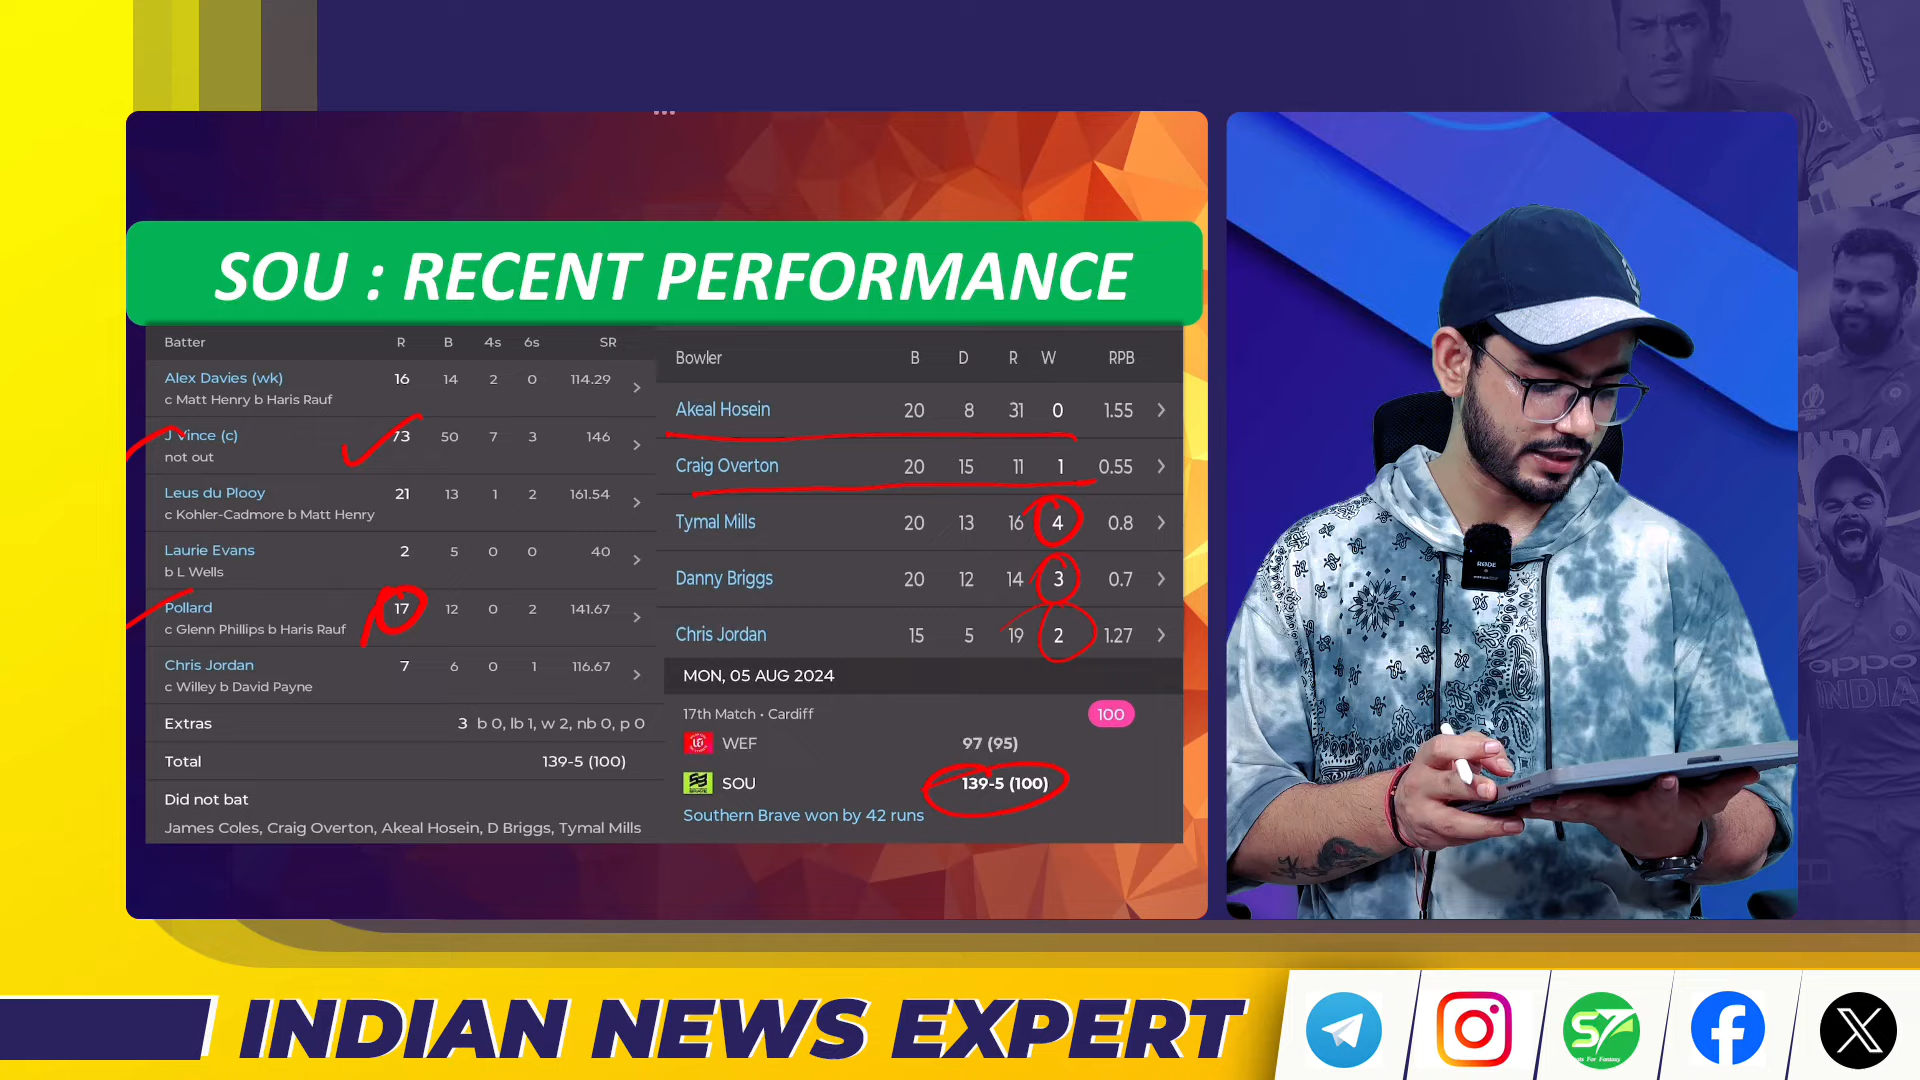 SOU : RECENT PERFORMANCE
Batter R B 4s 6s SR
Alex Davies (wk) 16 14 2 0 114.29
c Matt Henry b Haris Rauf
J Vince (c) 73 50 7 3 146
not out
Leus du Plooy 21 13 1 2 161.54
c Kohler-Cadmore b Matt Henry
Laurie Evans 2 5 0 0 40
b L Wells
Pollard 17 12 0 2 141.67
c Glenn Phillips b Haris Rauf
Chris Jordan 7 6 0 1 116.67
c Willey b David Payne
Extras 3 b 0, lb 1, w 2, nb 0, p 0
Total 139-5 (100)
Did not bat
James Coles, Craig Overton, Akeal Hosein, D Briggs, Tymal Mills
Bowler B D R W RPB
Akeal Hosein 20 8 31 0 1.55
Craig Overton 20 15 11 1 0.55
Tymal Mills 20 13 16 4 0.8
Danny Briggs 20 12 14 3 0.7
Chris Jordan 15 5 19 2 1.27
MON, 05 AUG 2024
17th Match • Cardiff 100
WEF 97 (95)
SOU 139-5 (100)
Southern Brave won by 42 runs
RØDE
INDIA
oppo
INDIA
INDIAN NEWS EXPERT
S7